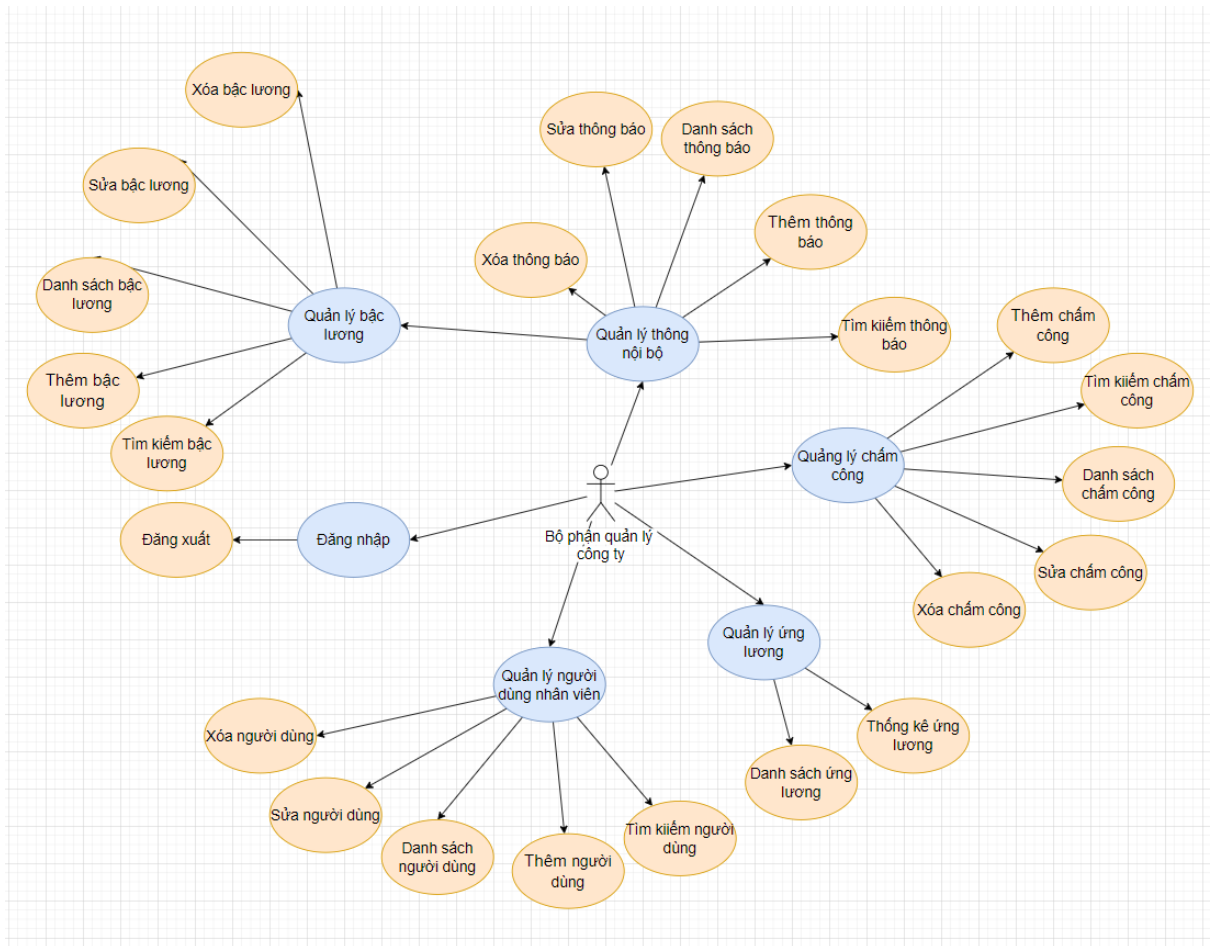 Xóa bậc lương
Sửa thông báo
Danh sách
thông báo
Sửa bậc lương
Thêm thông
báo
Xóa thông báo
Danh sách bậc
lương
Quản lý bậc
lương
Quản lý thông
nội bộ
Tìm kiiếm thông
báo
Thêm chấm
công
Thêm bậc
lương
Tìm kiiếm chấm
công
Tìm kiếm bậc
lương
Quảng lý chấm
công
Danh sách
chấm công
Đăng xuất
Đăng nhập
Bộ phận quản lý
công ty
Sửa chấm công
Xóa chấm công
Quản lý ứng
lương
Quản lý người
dùng nhân viên
Xóa người dùng
Thống kê ứng
lương
Danh sách ứng
lương
Sửa người dùng
Tìm kiiếm người
dùng
Danh sách
người dùng
Thêm người
dùng